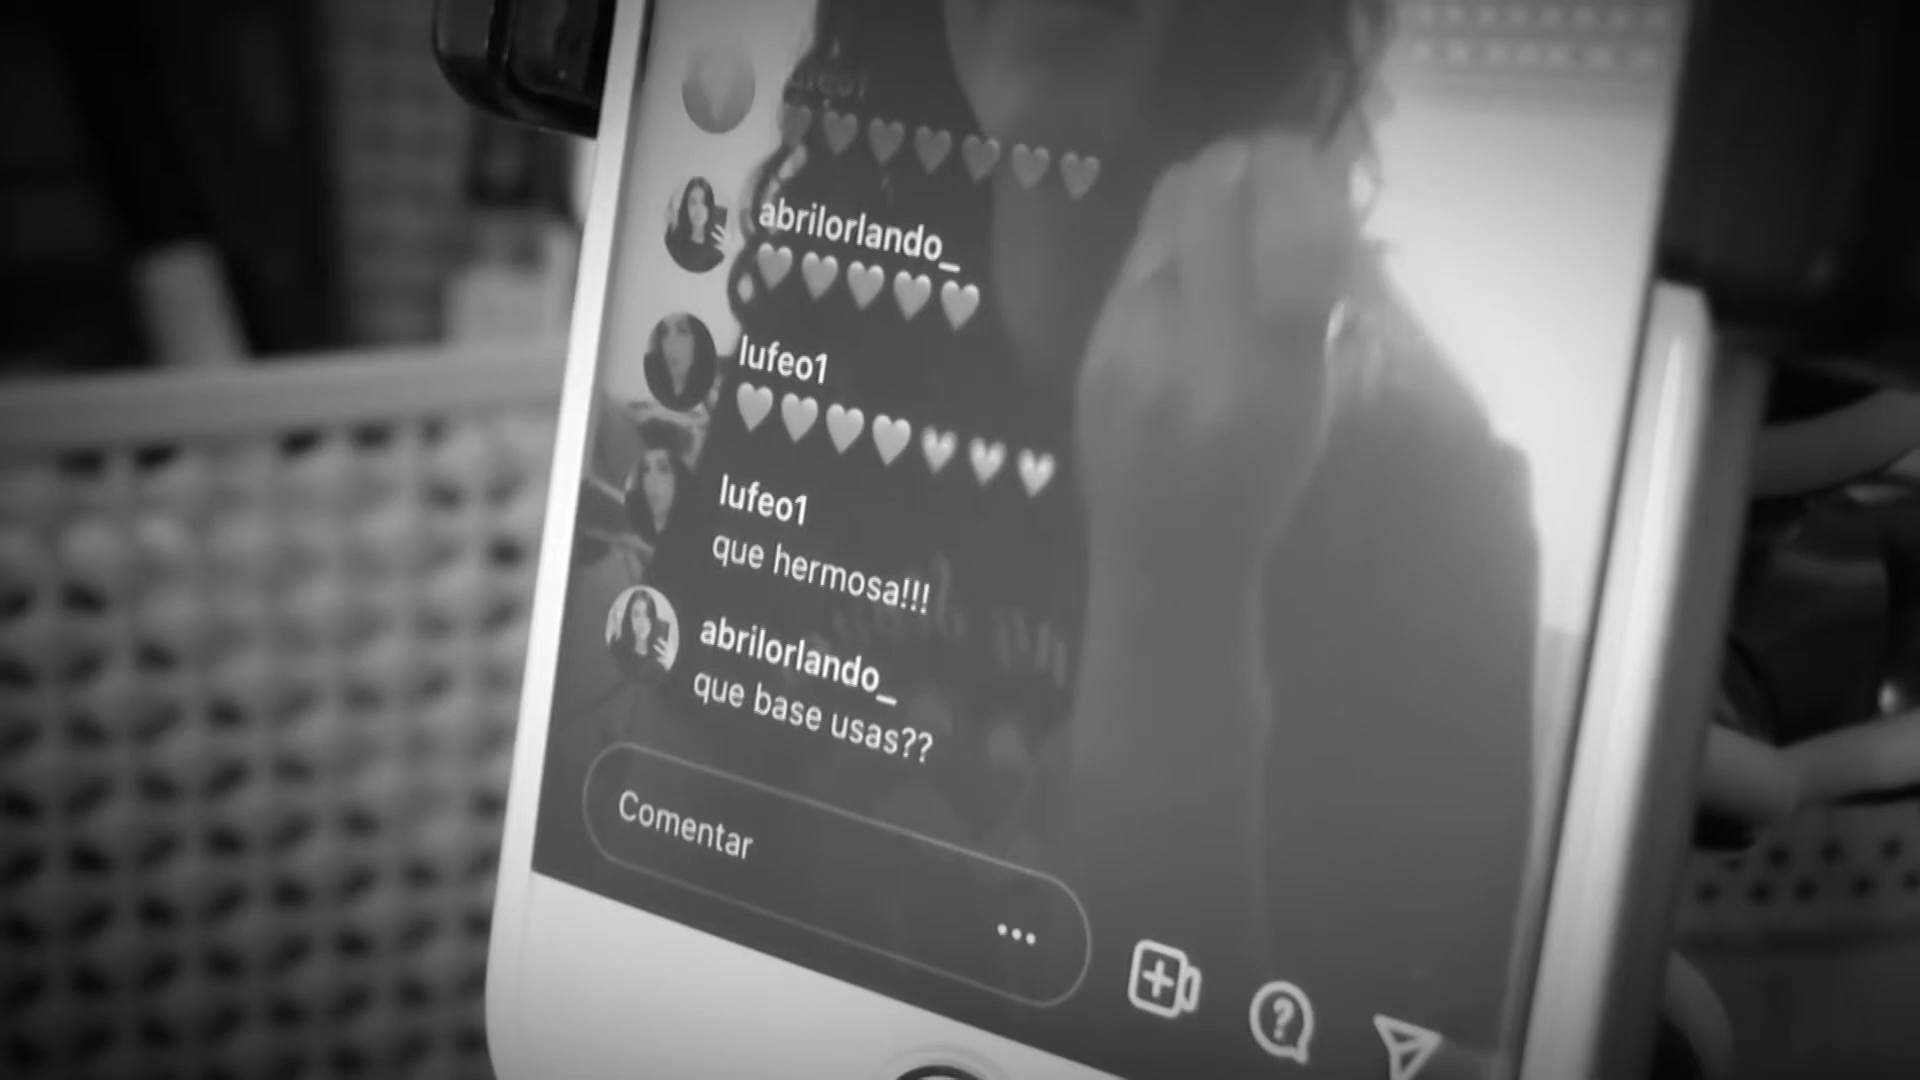 🤍🤍🤍🤍🤍🤍🤍
abrilorlando_
🤍🤍🤍🤍🤍
lufeo1
🤍🤍🤍🤍🤍🤍🤍
lufeo1
que hermosa!!!
abrilorlando_
que base usas??
Comentar